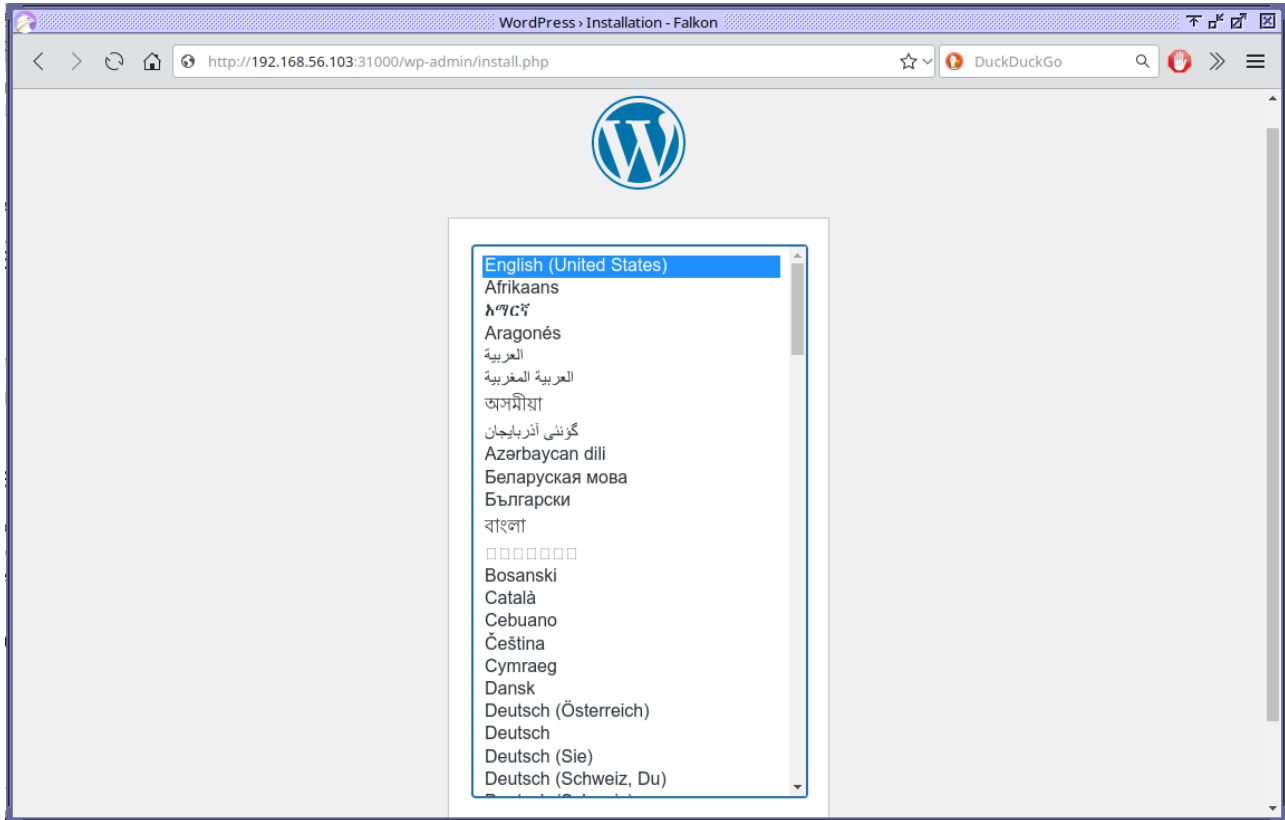 WordPress › Installation - Falkon
http://192.168.56.103:31000/wp-admin/install.php
DuckDuckGo
English (United States)
Afrikaans
አማርኛ
Aragonés
العربية
العربية المغربية
অসমীয়া
گؤنئی آذربایجان
Azərbaycan dili
Беларуская мова
Български
বাংলা
Bosanski
Català
Cebuano
Čeština
Cymraeg
Dansk
Deutsch (Österreich)
Deutsch
Deutsch (Sie)
Deutsch (Schweiz, Du)